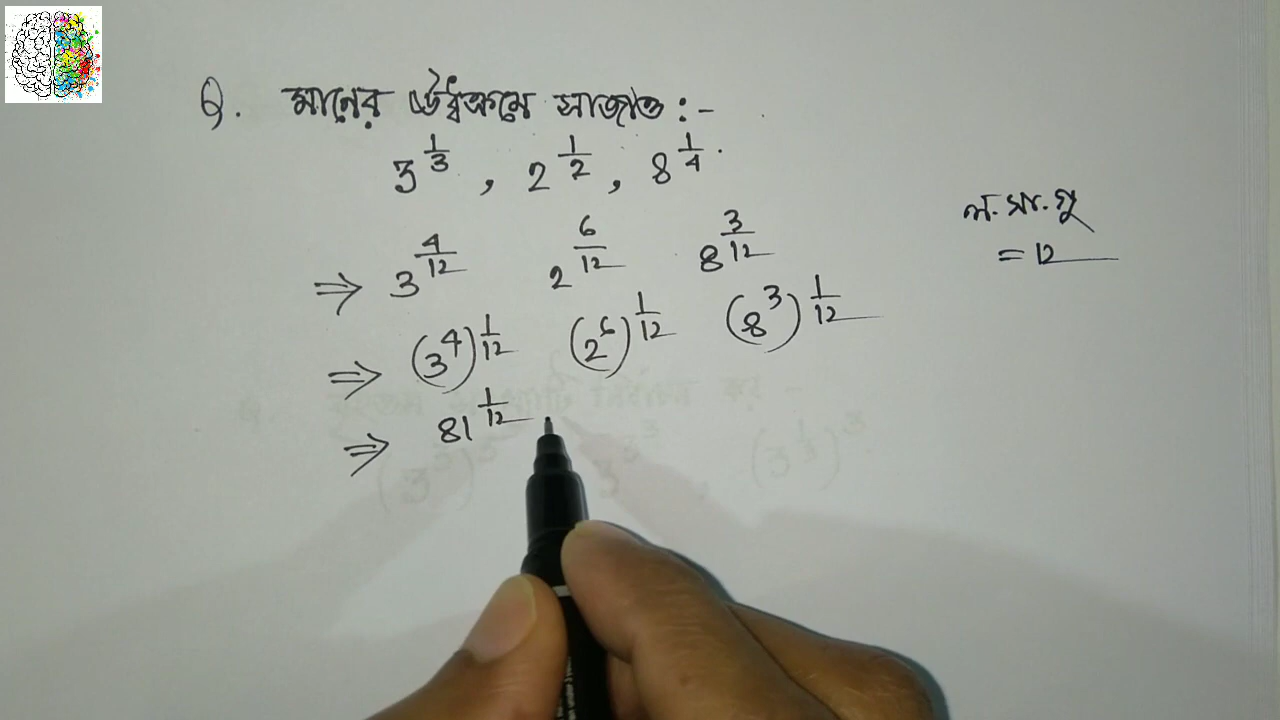 Q. মানের উর্ধ্বক্রমে সাজাও :-
3^(1/3) , 2^(1/2) , 8^(1/4) .
ল.সা.গু
= 12
⇒ 3^(4/12) 2^(6/12) 8^(3/12)
⇒ (3^4)^(1/12) (2^6)^(1/12) (8^3)^(1/12)
⇒ 81^(1/12)